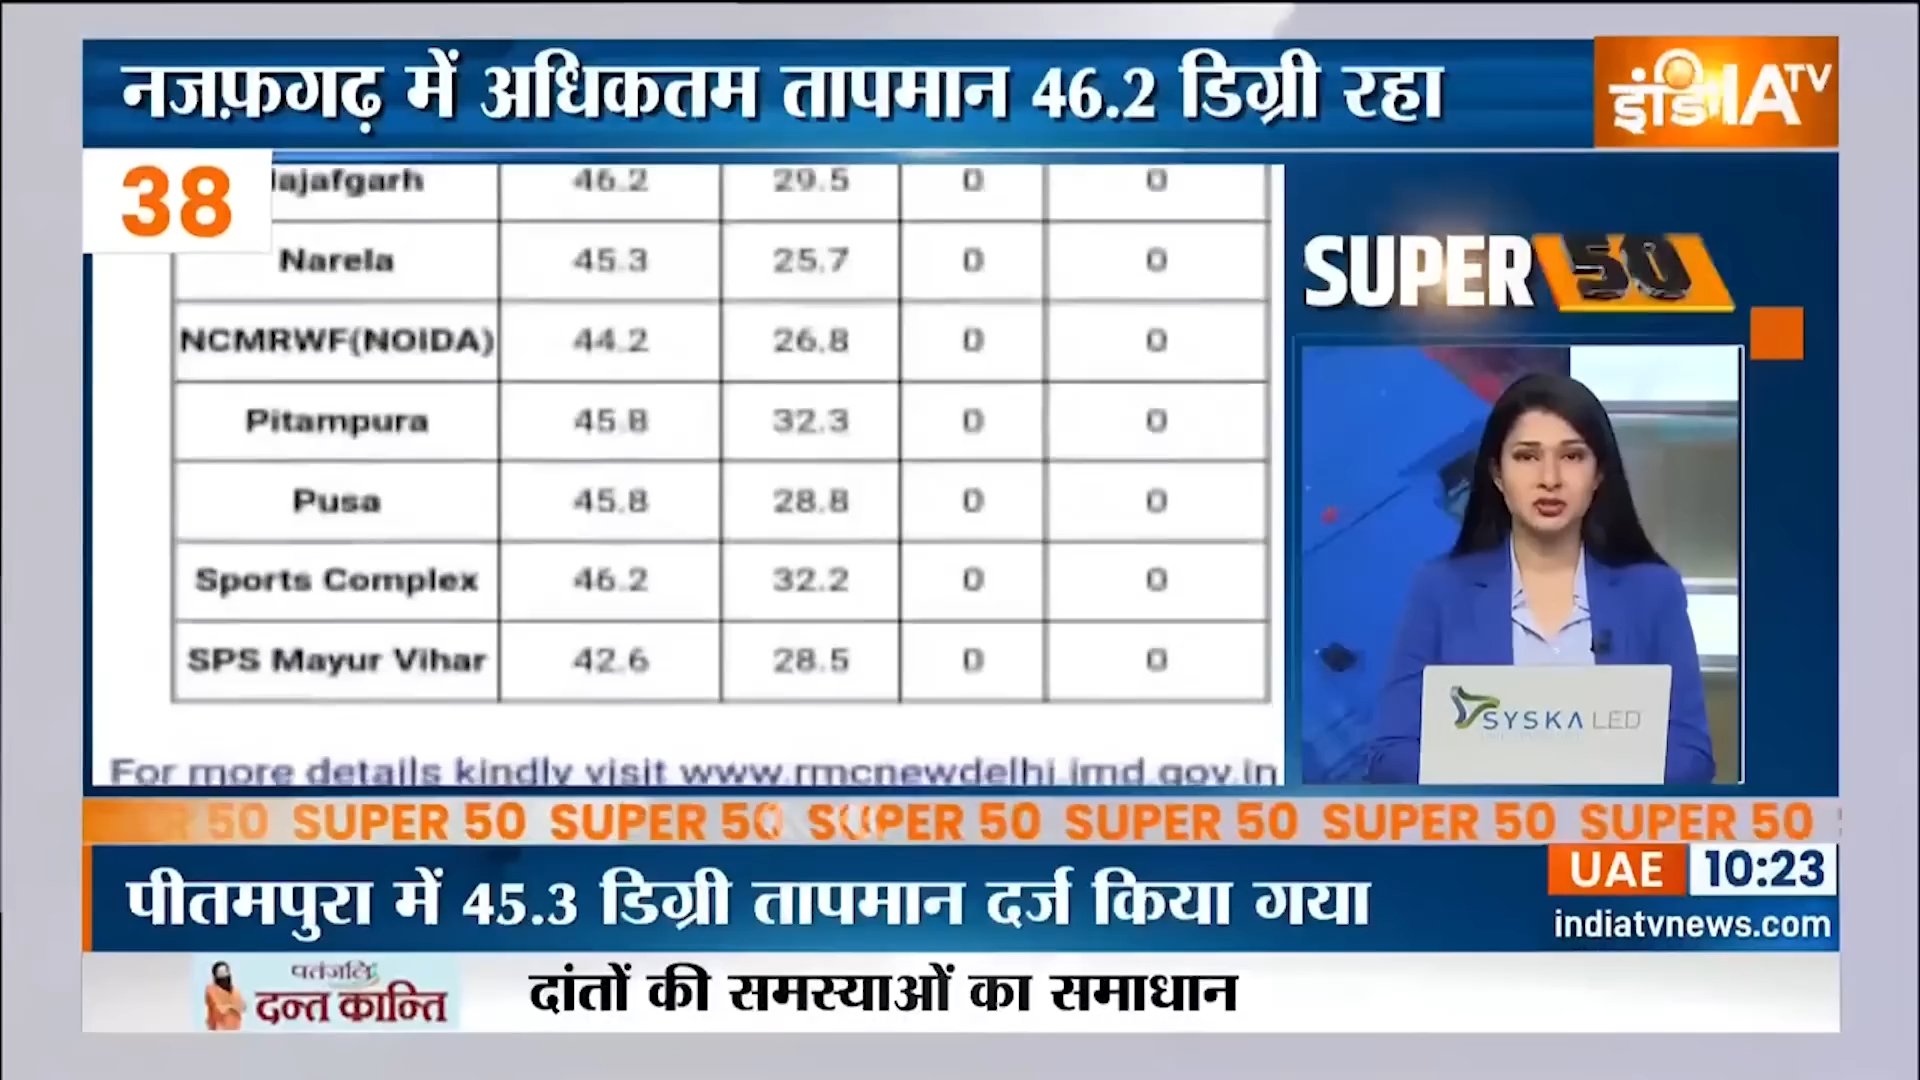 नजफ़गढ़ में अधिकतम तापमान 46.2 डिग्री रहा
इंडिIA TV
38
ajafgarh 46.2 29.5 0 0
Narela 45.3 25.7 0 0
NCMRWF(NOIDA) 44.2 26.8 0 0
Pitampura 45.8 32.3 0 0
Pusa 45.8 28.8 0 0
Sports Complex 46.2 32.2 0 0
SPS Mayur Vihar 42.6 28.5 0 0
For more details kindly visit www.rmcnewdelhi.imd.gov.in
SUPER 50
SYSKA LED
R 50 SUPER 50 SUPER 50 SUPER 50 SUPER 50 SUPER 50 SUPER 50
पीतमपुरा में 45.3 डिग्री तापमान दर्ज किया गया
UAE 10:23
indiatvnews.com
पतंजलि
दन्त कान्ति
दांतों की समस्याओं का समाधान